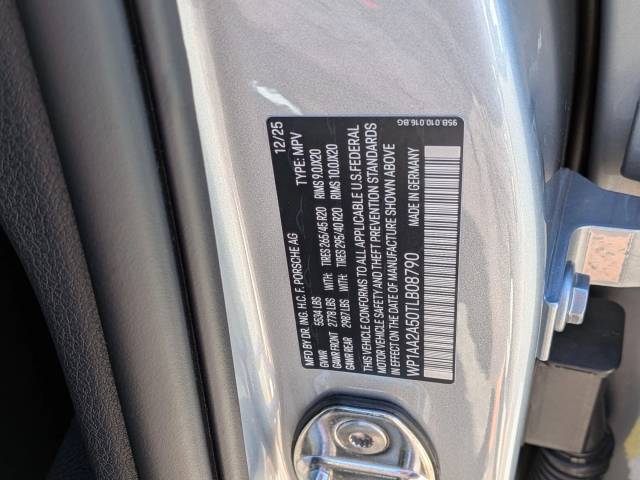 MFD BY DR. ING. H.C. F. PORSCHE AG 12/25
GVWR 5634 LBS TYPE: MPV
GAWR FRONT 2778 LBS WITH: TIRES 265/45 R20 RIMS 9.0JX20
GAWR REAR 2987 LBS WITH: TIRES 295/40 R20 RIMS 10.0JX20
THIS VEHICLE CONFORMS TO ALL APPLICABLE U.S. FEDERAL
MOTOR VEHICLE SAFETY AND THEFT PREVENTION STANDARDS
IN EFFECT ON THE DATE OF MANUFACTURE SHOWN ABOVE
WP1AA2A50TLB08790 MADE IN GERMANY
95B.010.016.BG